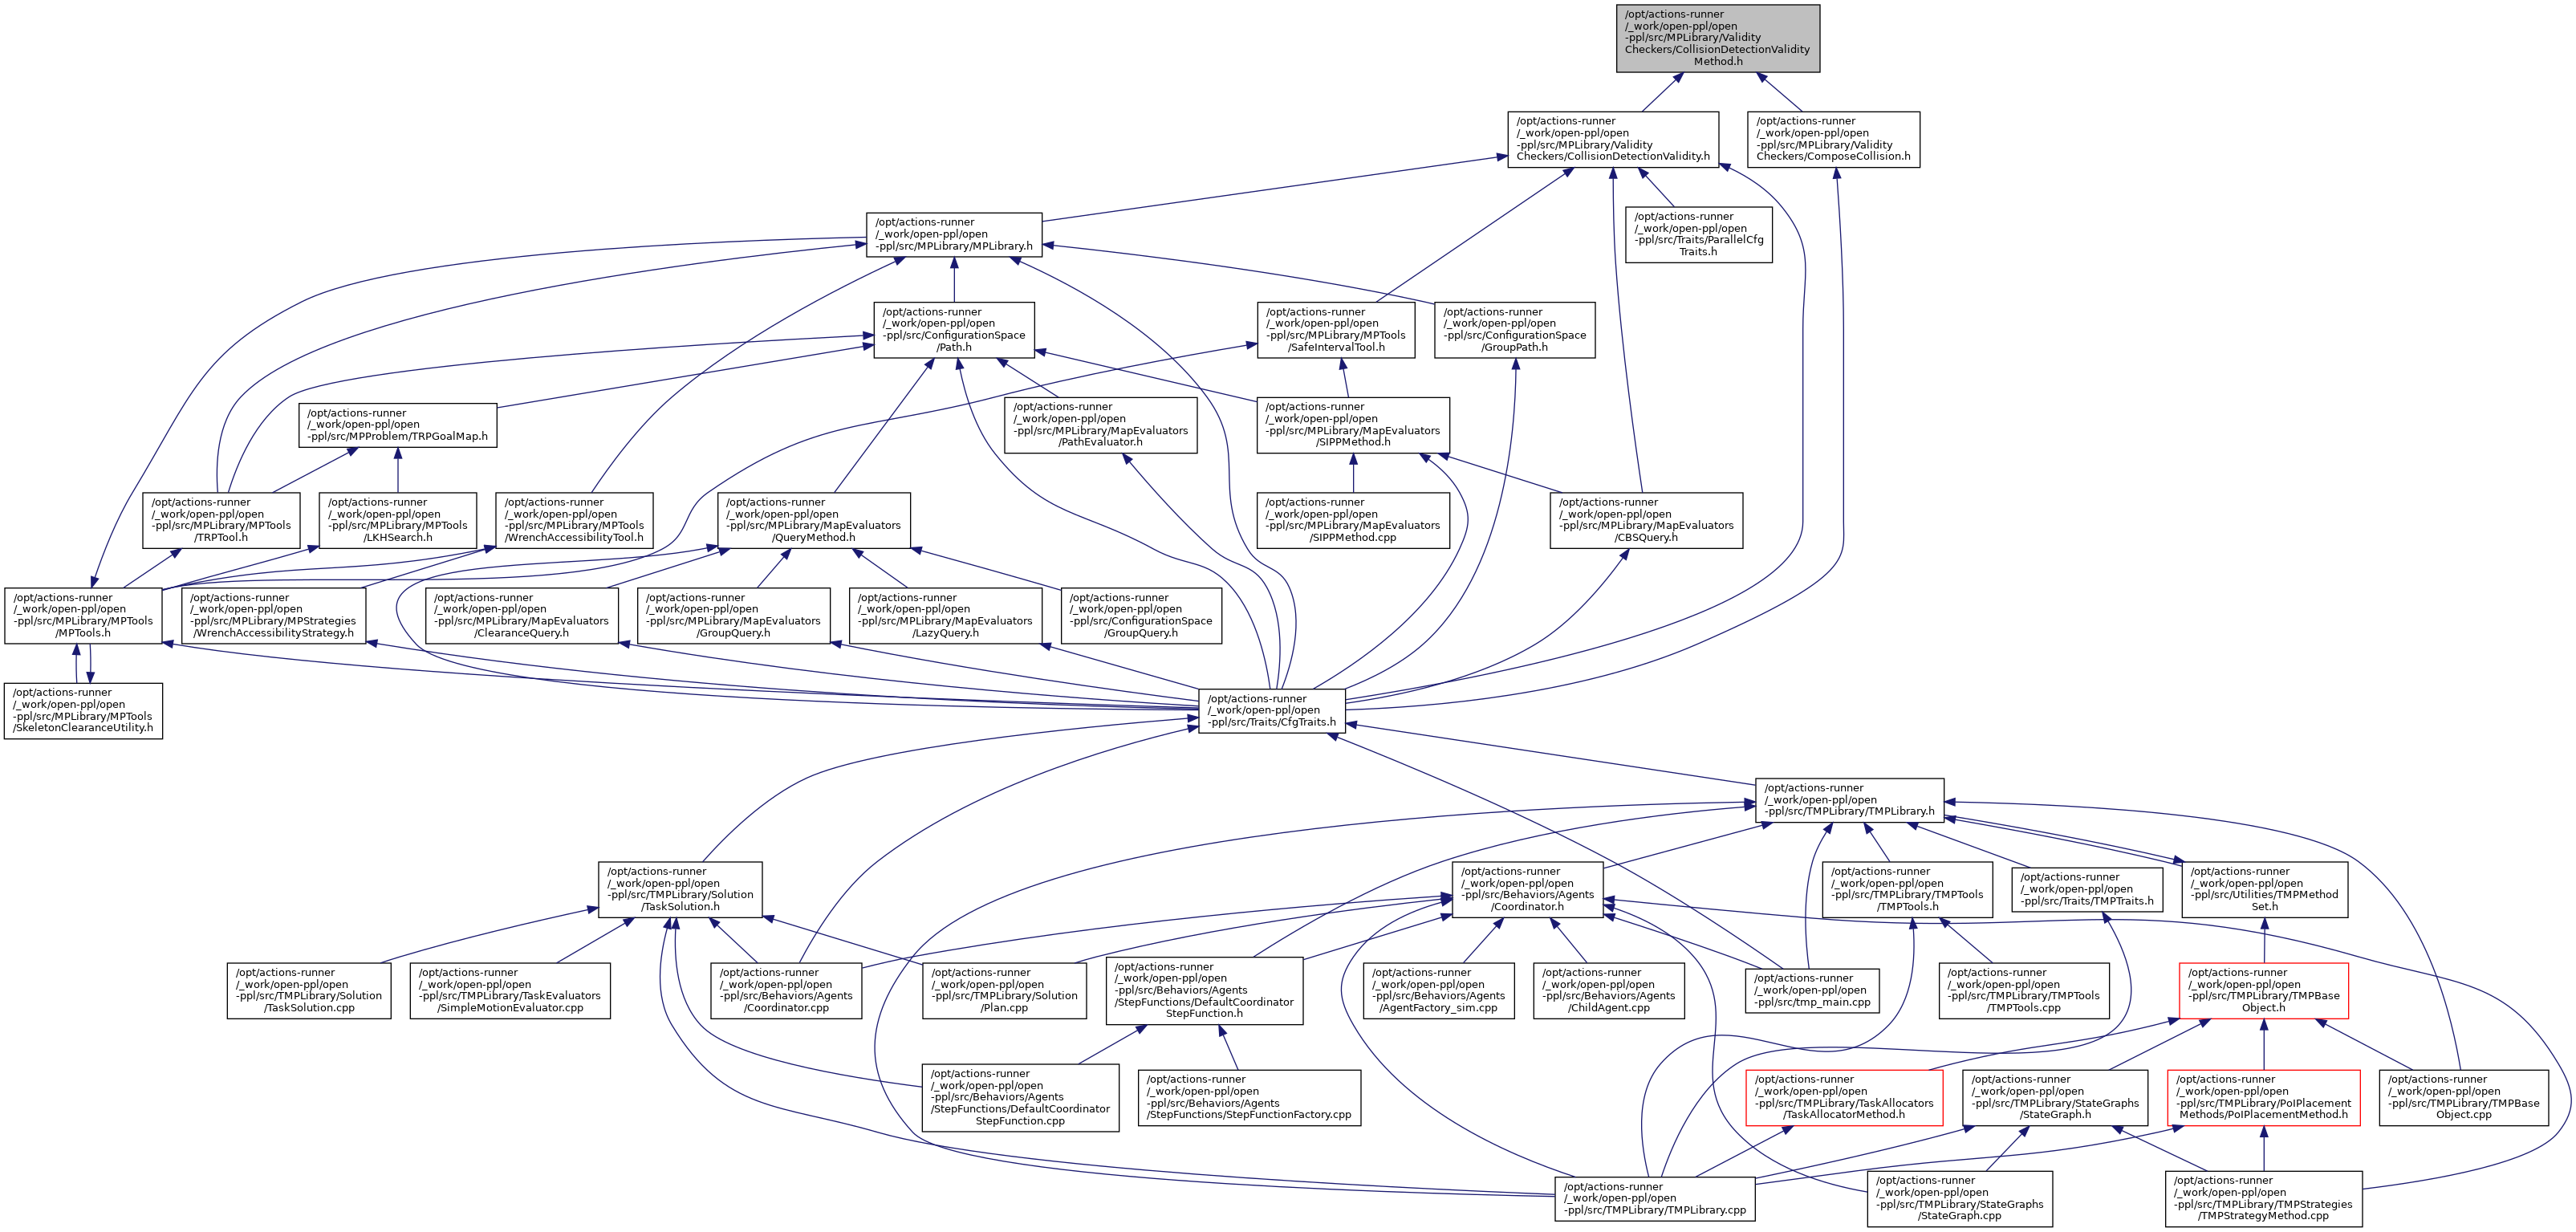 /opt/actions-runner
/_work/open-ppl/open
-ppl/src/MPLibrary/Validity
Checkers/CollisionDetectionValidity
Method.h
/opt/actions-runner
/_work/open-ppl/open
-ppl/src/MPLibrary/Validity
Checkers/CollisionDetectionValidity.h
/opt/actions-runner
/_work/open-ppl/open
-ppl/src/MPLibrary/Validity
Checkers/ComposeCollision.h
/opt/actions-runner
/_work/open-ppl/open
-ppl/src/MPLibrary/MPLibrary.h
/opt/actions-runner
/_work/open-ppl/open
-ppl/src/Traits/ParallelCfg
Traits.h
/opt/actions-runner
/_work/open-ppl/open
-ppl/src/ConfigurationSpace
/Path.h
/opt/actions-runner
/_work/open-ppl/open
-ppl/src/MPLibrary/MPTools
/SafeIntervalTool.h
/opt/actions-runner
/_work/open-ppl/open
-ppl/src/ConfigurationSpace
/GroupPath.h
/opt/actions-runner
/_work/open-ppl/open
-ppl/src/MPProblem/TRPGoalMap.h
/opt/actions-runner
/_work/open-ppl/open
-ppl/src/MPLibrary/MapEvaluators
/PathEvaluator.h
/opt/actions-runner
/_work/open-ppl/open
-ppl/src/MPLibrary/MapEvaluators
/SIPPMethod.h
/opt/actions-runner
/_work/open-ppl/open
-ppl/src/MPLibrary/MPTools
/TRPTool.h
/opt/actions-runner
/_work/open-ppl/open
-ppl/src/MPLibrary/MPTools
/LKHSearch.h
/opt/actions-runner
/_work/open-ppl/open
-ppl/src/MPLibrary/MPTools
/WrenchAccessibilityTool.h
/opt/actions-runner
/_work/open-ppl/open
-ppl/src/MPLibrary/MapEvaluators
/QueryMethod.h
/opt/actions-runner
/_work/open-ppl/open
-ppl/src/MPLibrary/MapEvaluators
/SIPPMethod.cpp
/opt/actions-runner
/_work/open-ppl/open
-ppl/src/MPLibrary/MapEvaluators
/CBSQuery.h
/opt/actions-runner
/_work/open-ppl/open
-ppl/src/MPLibrary/MPTools
/MPTools.h
/opt/actions-runner
/_work/open-ppl/open
-ppl/src/MPLibrary/MPStrategies
/WrenchAccessibilityStrategy.h
/opt/actions-runner
/_work/open-ppl/open
-ppl/src/MPLibrary/MapEvaluators
/ClearanceQuery.h
/opt/actions-runner
/_work/open-ppl/open
-ppl/src/MPLibrary/MapEvaluators
/GroupQuery.h
/opt/actions-runner
/_work/open-ppl/open
-ppl/src/MPLibrary/MapEvaluators
/LazyQuery.h
/opt/actions-runner
/_work/open-ppl/open
-ppl/src/ConfigurationSpace
/GroupQuery.h
/opt/actions-runner
/_work/open-ppl/open
-ppl/src/MPLibrary/MPTools
/SkeletonClearanceUtility.h
/opt/actions-runner
/_work/open-ppl/open
-ppl/src/Traits/CfgTraits.h
/opt/actions-runner
/_work/open-ppl/open
-ppl/src/TMPLibrary/TMPLibrary.h
/opt/actions-runner
/_work/open-ppl/open
-ppl/src/TMPLibrary/Solution
/TaskSolution.h
/opt/actions-runner
/_work/open-ppl/open
-ppl/src/Behaviors/Agents
/Coordinator.h
/opt/actions-runner
/_work/open-ppl/open
-ppl/src/TMPLibrary/TMPTools
/TMPTools.h
/opt/actions-runner
/_work/open-ppl/open
-ppl/src/Traits/TMPTraits.h
/opt/actions-runner
/_work/open-ppl/open
-ppl/src/Utilities/TMPMethod
Set.h
/opt/actions-runner
/_work/open-ppl/open
-ppl/src/TMPLibrary/Solution
/TaskSolution.cpp
/opt/actions-runner
/_work/open-ppl/open
-ppl/src/TMPLibrary/TaskEvaluators
/SimpleMotionEvaluator.cpp
/opt/actions-runner
/_work/open-ppl/open
-ppl/src/Behaviors/Agents
/Coordinator.cpp
/opt/actions-runner
/_work/open-ppl/open
-ppl/src/TMPLibrary/Solution
/Plan.cpp
/opt/actions-runner
/_work/open-ppl/open
-ppl/src/Behaviors/Agents
/StepFunctions/DefaultCoordinator
StepFunction.h
/opt/actions-runner
/_work/open-ppl/open
-ppl/src/Behaviors/Agents
/AgentFactory_sim.cpp
/opt/actions-runner
/_work/open-ppl/open
-ppl/src/Behaviors/Agents
/ChildAgent.cpp
/opt/actions-runner
/_work/open-ppl/open
-ppl/src/tmp_main.cpp
/opt/actions-runner
/_work/open-ppl/open
-ppl/src/TMPLibrary/TMPTools
/TMPTools.cpp
/opt/actions-runner
/_work/open-ppl/open
-ppl/src/TMPLibrary/TMPBase
Object.h
/opt/actions-runner
/_work/open-ppl/open
-ppl/src/Behaviors/Agents
/StepFunctions/DefaultCoordinator
StepFunction.cpp
/opt/actions-runner
/_work/open-ppl/open
-ppl/src/Behaviors/Agents
/StepFunctions/StepFunctionFactory.cpp
/opt/actions-runner
/_work/open-ppl/open
-ppl/src/TMPLibrary/TaskAllocators
/TaskAllocatorMethod.h
/opt/actions-runner
/_work/open-ppl/open
-ppl/src/TMPLibrary/StateGraphs
/StateGraph.h
/opt/actions-runner
/_work/open-ppl/open
-ppl/src/TMPLibrary/PoIPlacement
Methods/PoIPlacementMethod.h
/opt/actions-runner
/_work/open-ppl/open
-ppl/src/TMPLibrary/TMPBase
Object.cpp
/opt/actions-runner
/_work/open-ppl/open
-ppl/src/TMPLibrary/TMPLibrary.cpp
/opt/actions-runner
/_work/open-ppl/open
-ppl/src/TMPLibrary/StateGraphs
/StateGraph.cpp
/opt/actions-runner
/_work/open-ppl/open
-ppl/src/TMPLibrary/TMPStrategies
/TMPStrategyMethod.cpp